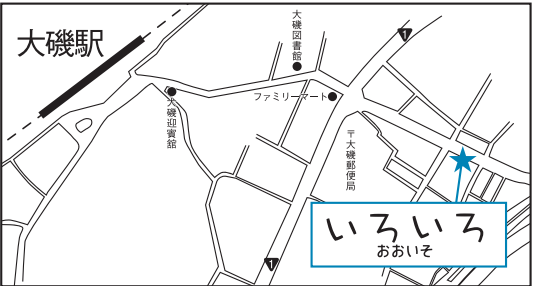 大磯駅
大磯図書館
1
ファミリーマート
大磯迎賓館
〒大磯郵便局
いろいろ
おおいそ
1